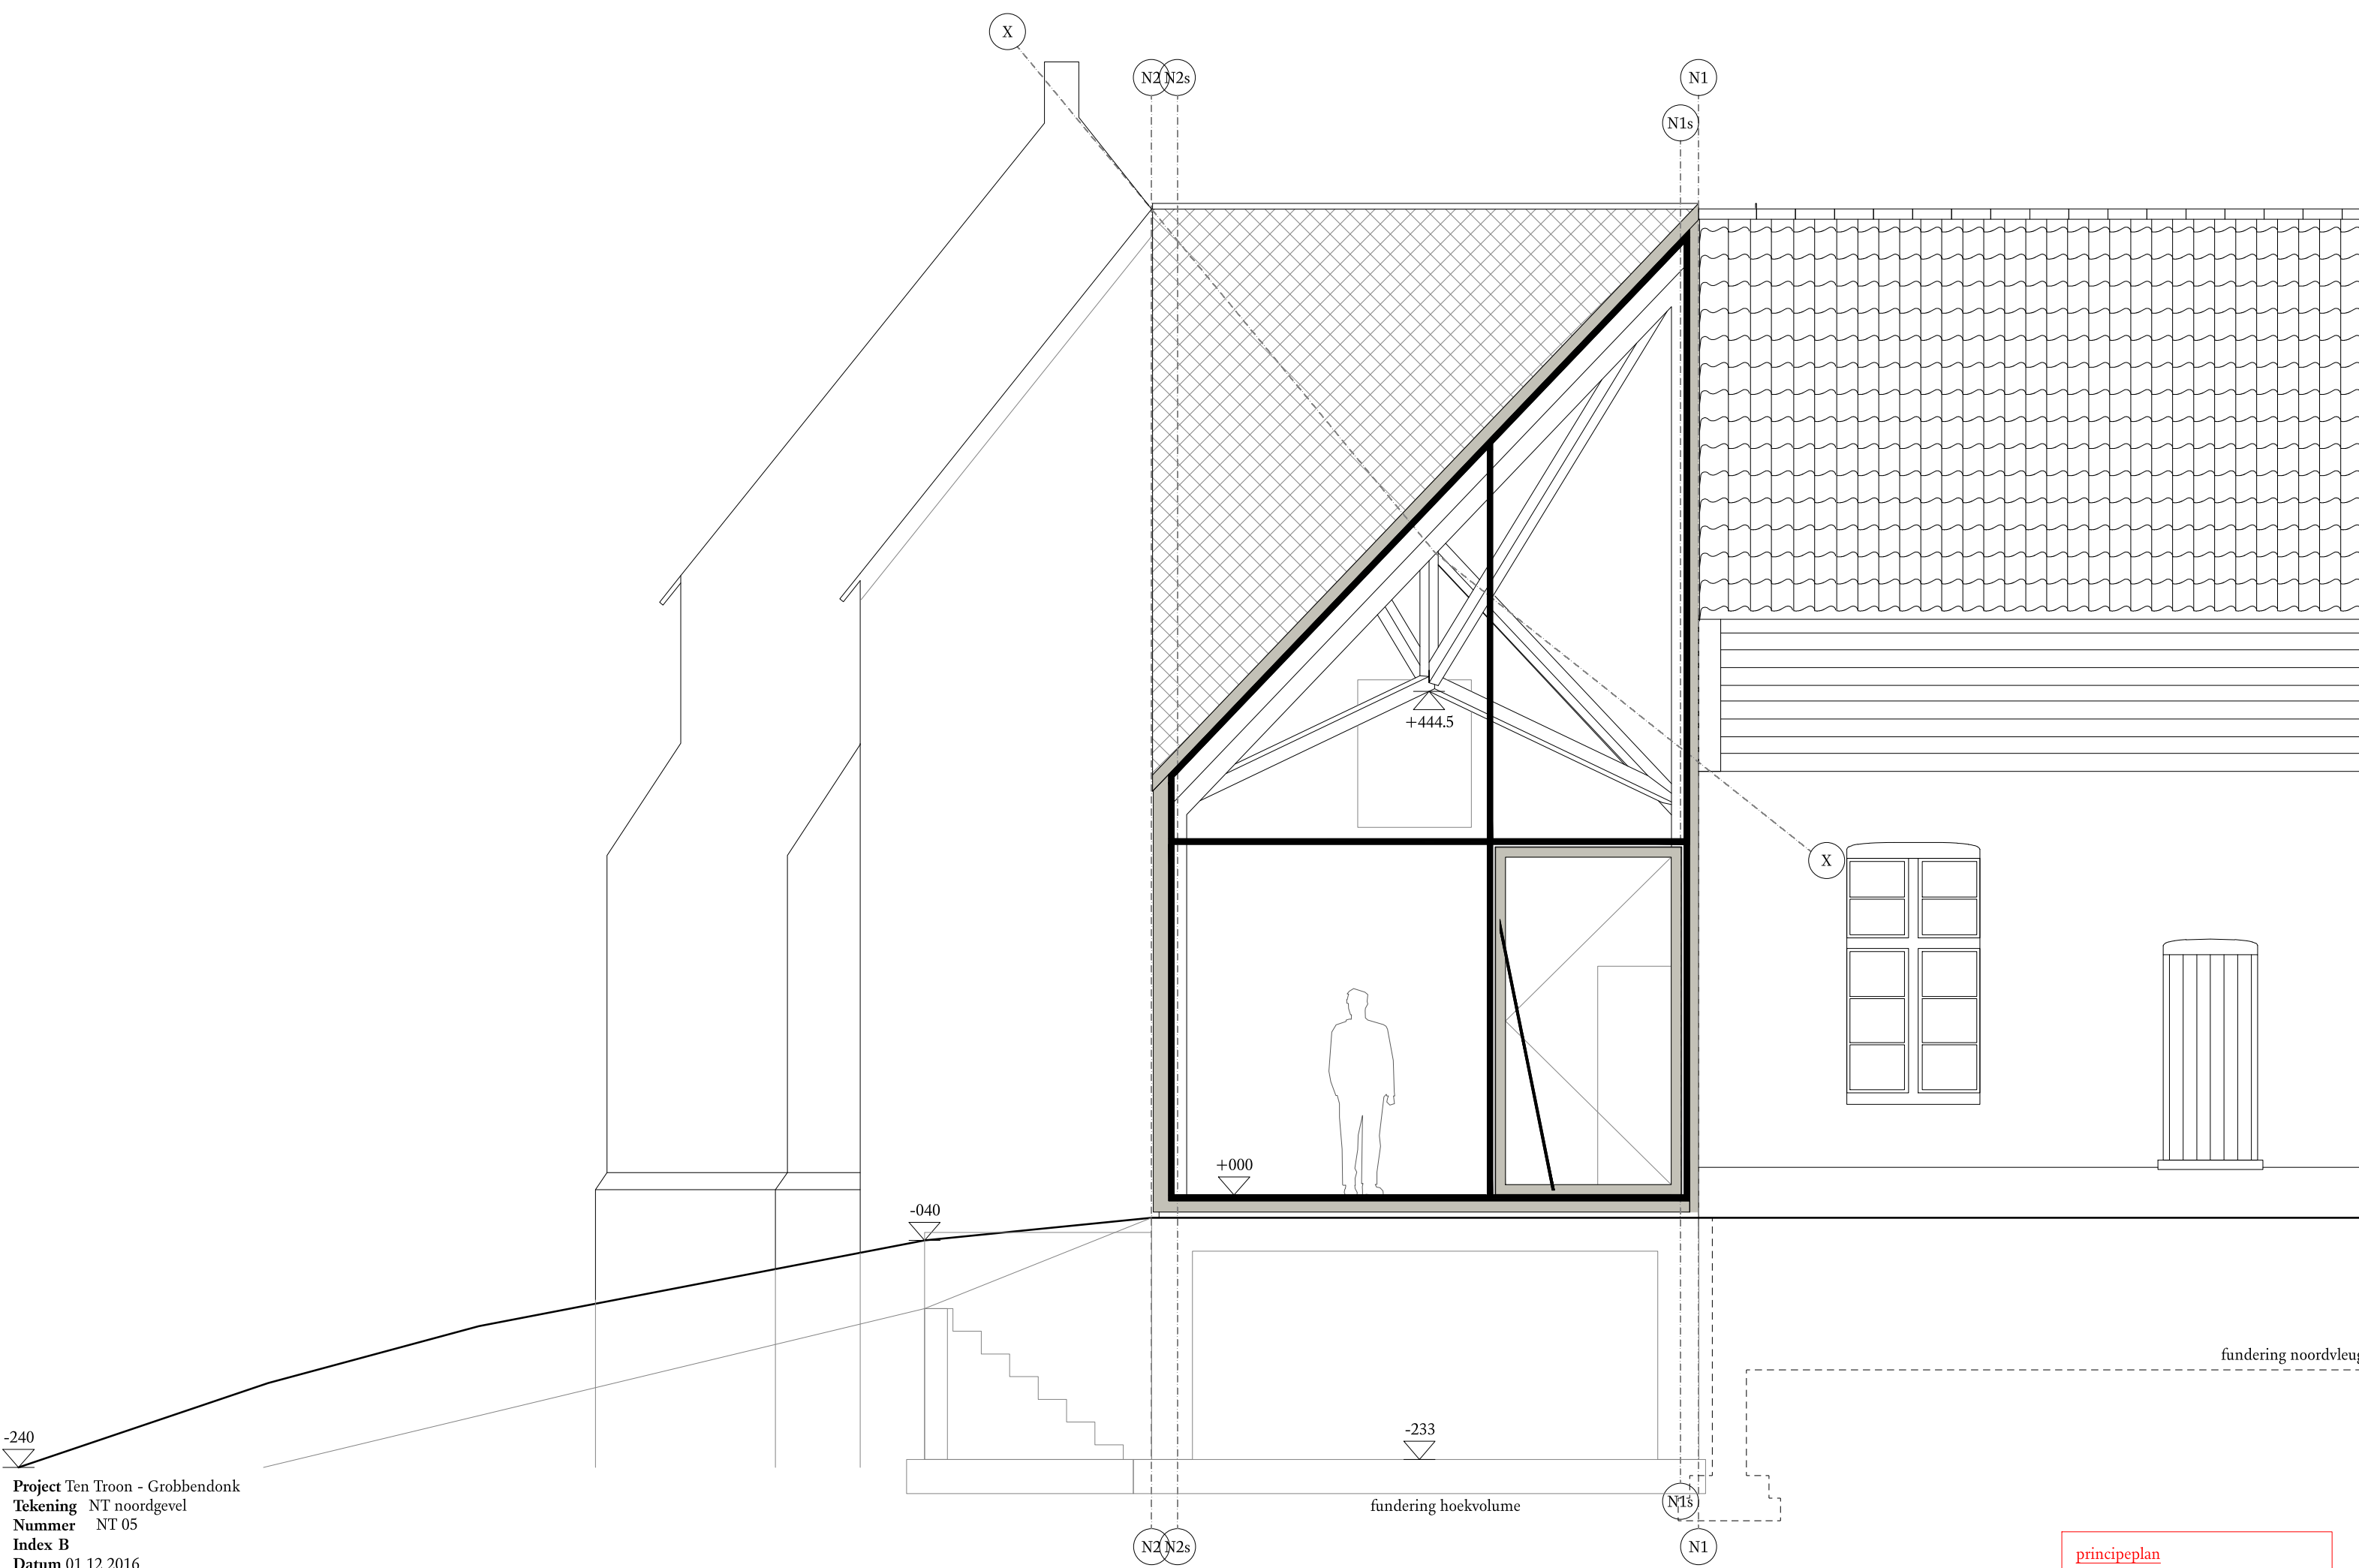 X
N2 N2s
N1
N1s
+444.5
X
+000
-040
fundering noordvleug
-233
-240
Project Ten Troon - Grobbendonk
Tekening NT noordgevel
Nummer NT 05
Index B
Datum 01.12.2016
fundering hoekvolume
N1s
N2 N2s
N1
principeplan